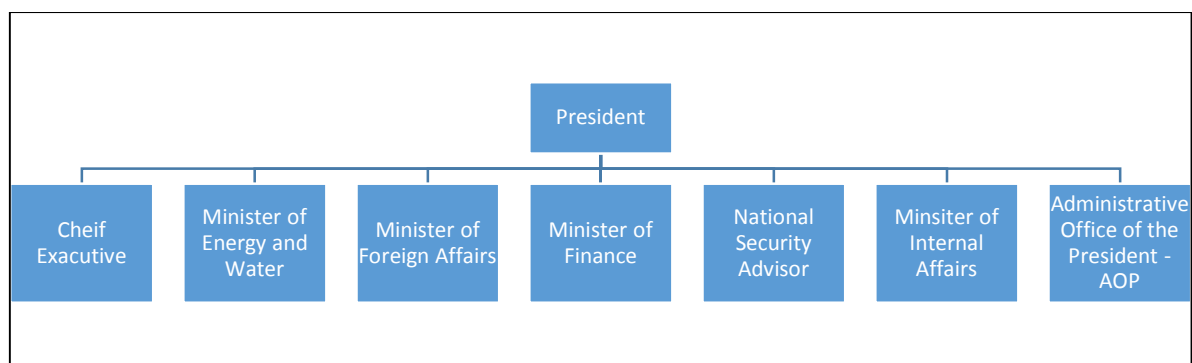 President
Cheif
Exacutive
Minister of
Energy and
Water
Minister of
Foreign Affairs
Minister of
Finance
National
Security
Advisor
Minsiter of
Internal
Affairs
Administrative
Office of the
President -
AOP